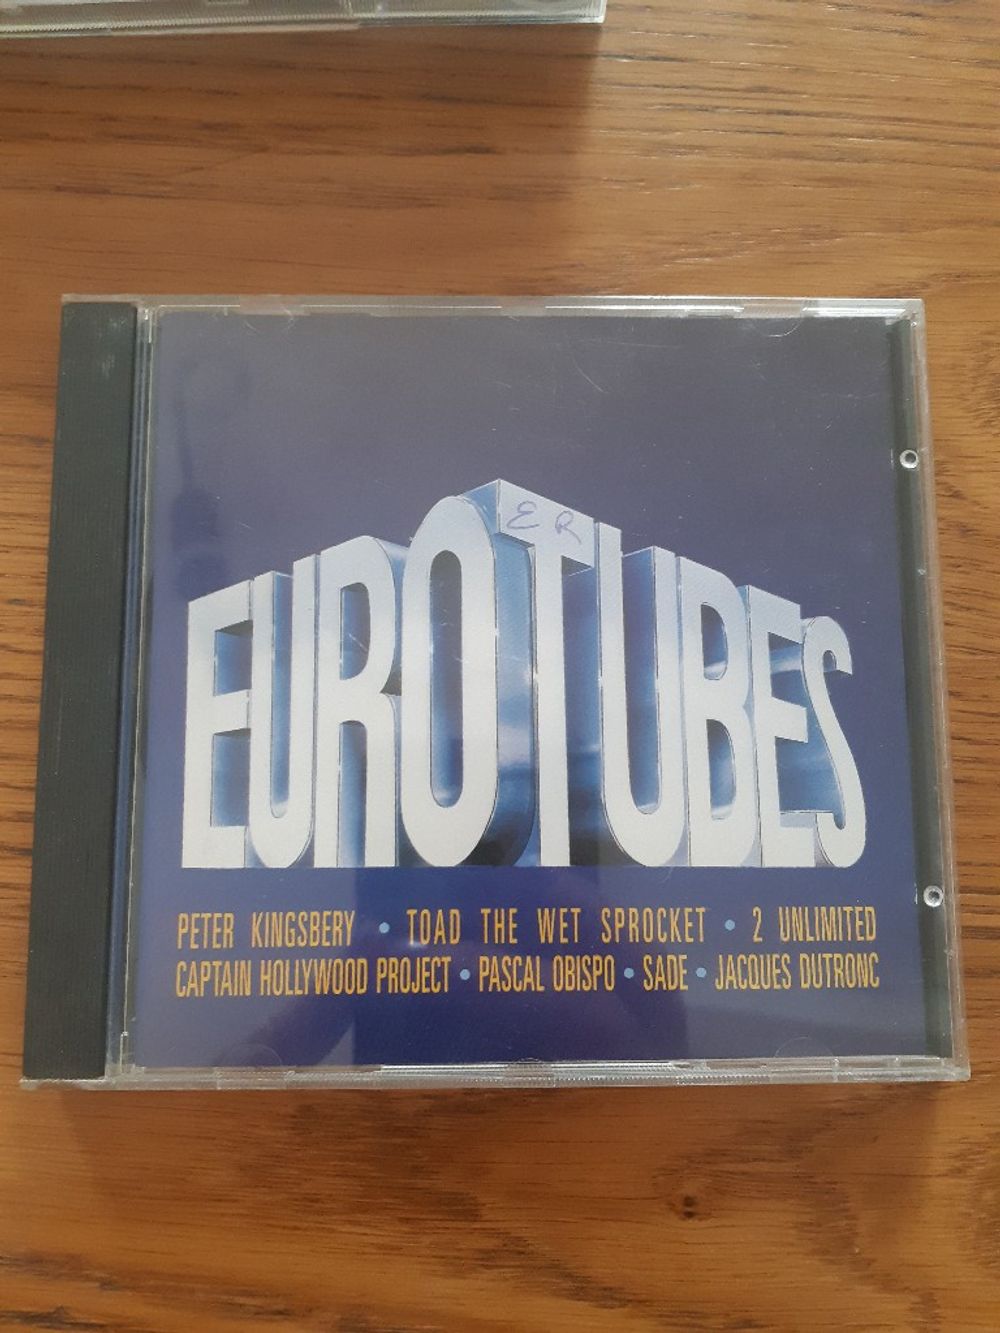 ER
EUROTUBES
PETER KINGSBERY • TOAD THE WET SPROCKET • 2 UNLIMITED
CAPTAIN HOLLYWOOD PROJECT • PASCAL OBISPO • SADE • JACQUES DUTRONC